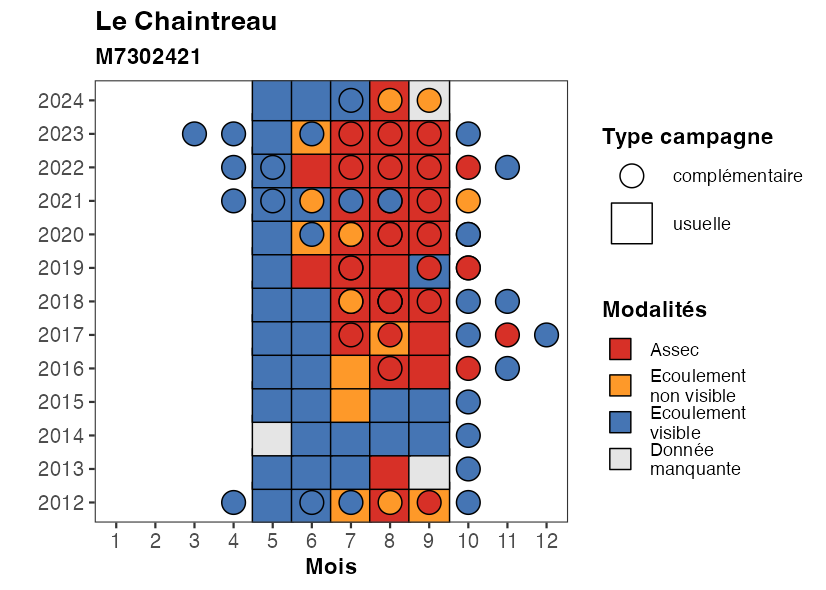 Le Chaintreau
M7302421
2024
2023
2022
2021
2020
2019
2018
2017
2016
2015
2014
2013
2012
1 2 3 4 5 6 7 8 9 10 11 12
Mois
Type campagne
complémentaire
usuelle
Modalités
Assec
Ecoulement
non visible
Ecoulement
visible
Donnée
manquante